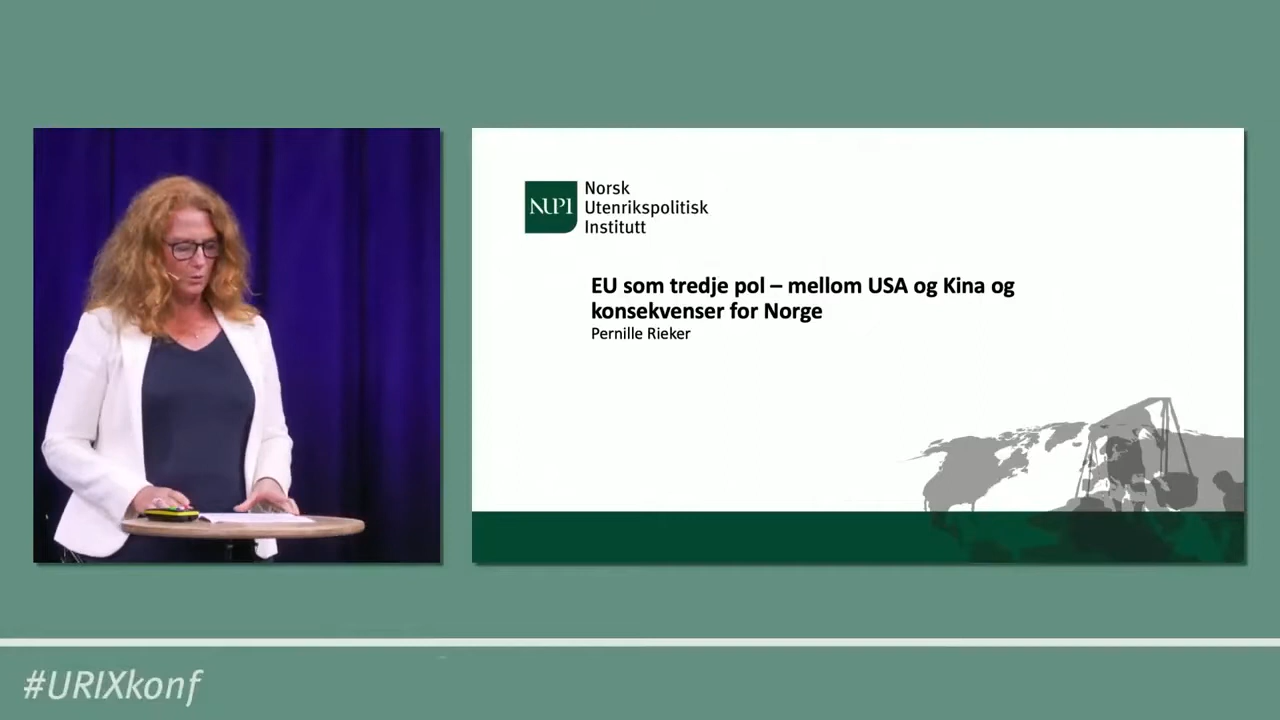 NUPI
Norsk
Utenrikspolitisk
Institutt
EU som tredje pol – mellom USA og Kina og
konsekvenser for Norge
Pernille Rieker
#URIXkonf